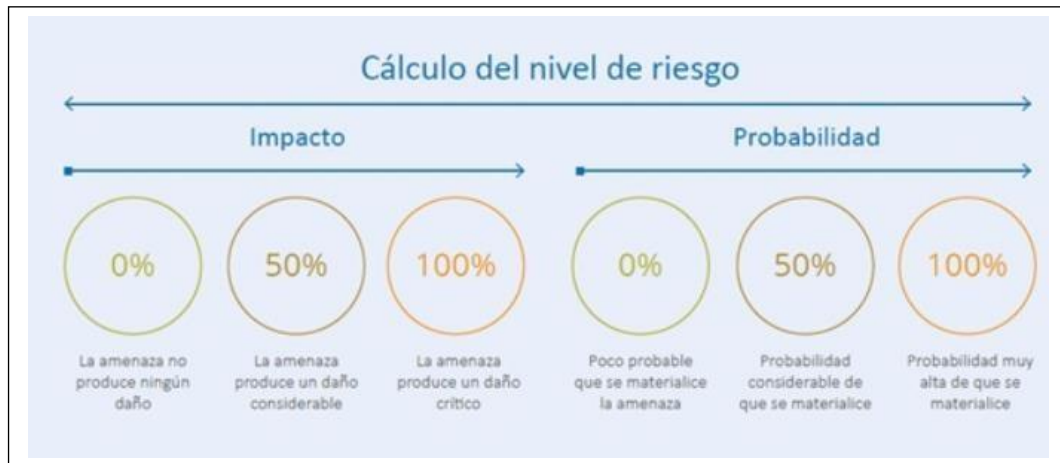 Cálculo del nivel de riesgo
Impacto
Probabilidad
0%
50%
100%
0%
50%
100%
La amenaza no
produce ningún
daño
La amenaza
produce un daño
considerable
La amenaza
produce un daño
crítico
Poco probable
que se materialice
la amenaza
Probabilidad
considerable de
que se materialice
Probabilidad muy
alta de que se
materialice